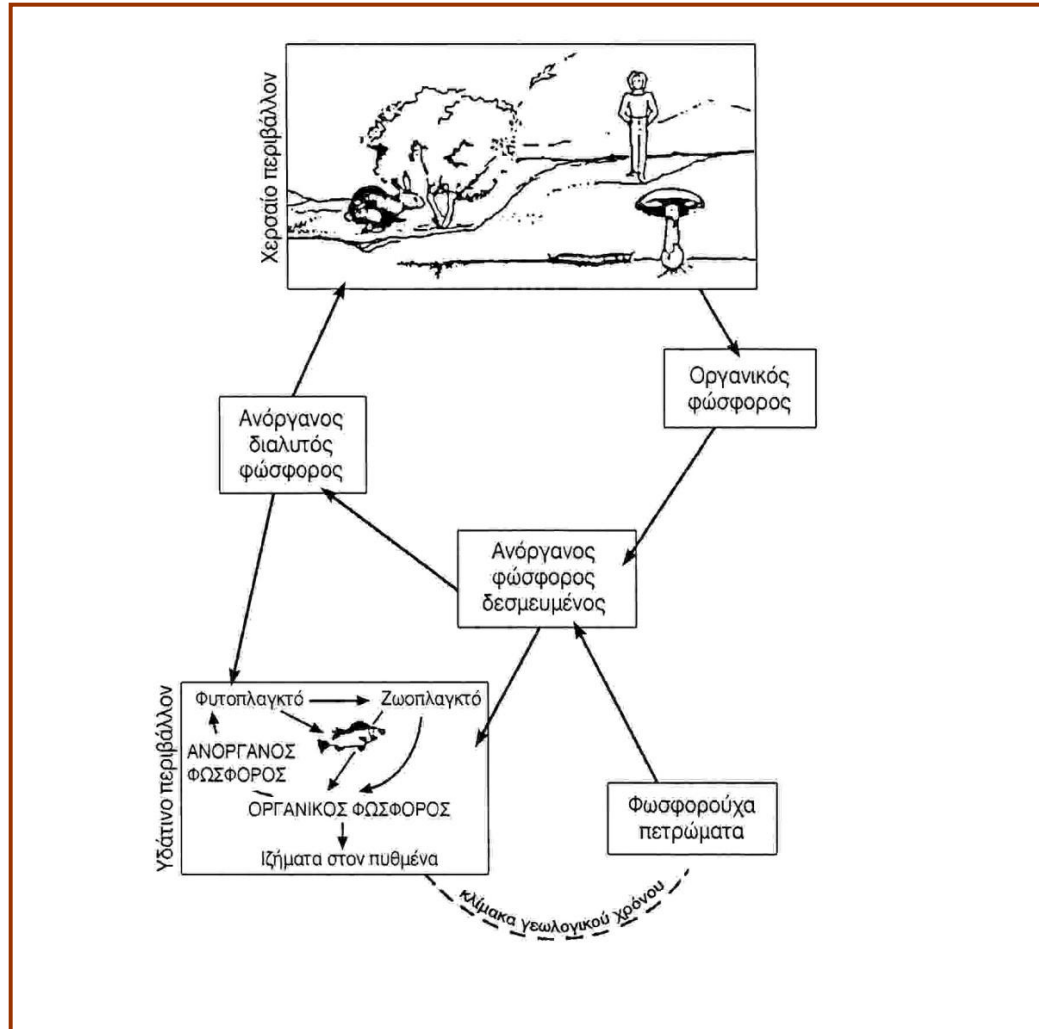 Χερσαίο περιβάλλον
Οργανικός
φώσφορος
Ανόργανος
διαλυτός
φώσφορος
Ανόργανος
φώσφορος
δεσμευμένος
Υδάτινο περιβάλλον
Φυτοπλαγκτό
Ζωοπλαγκτό
ΑΝΟΡΓΑΝΟΣ
ΦΩΣΦΟΡΟΣ
ΟΡΓΑΝΙΚΟΣ ΦΩΣΦΟΡΟΣ
Ιζήματα στον πυθμένα
Φωσφορούχα
πετρώματα
κλίμακα γεωλογικού χρόνου